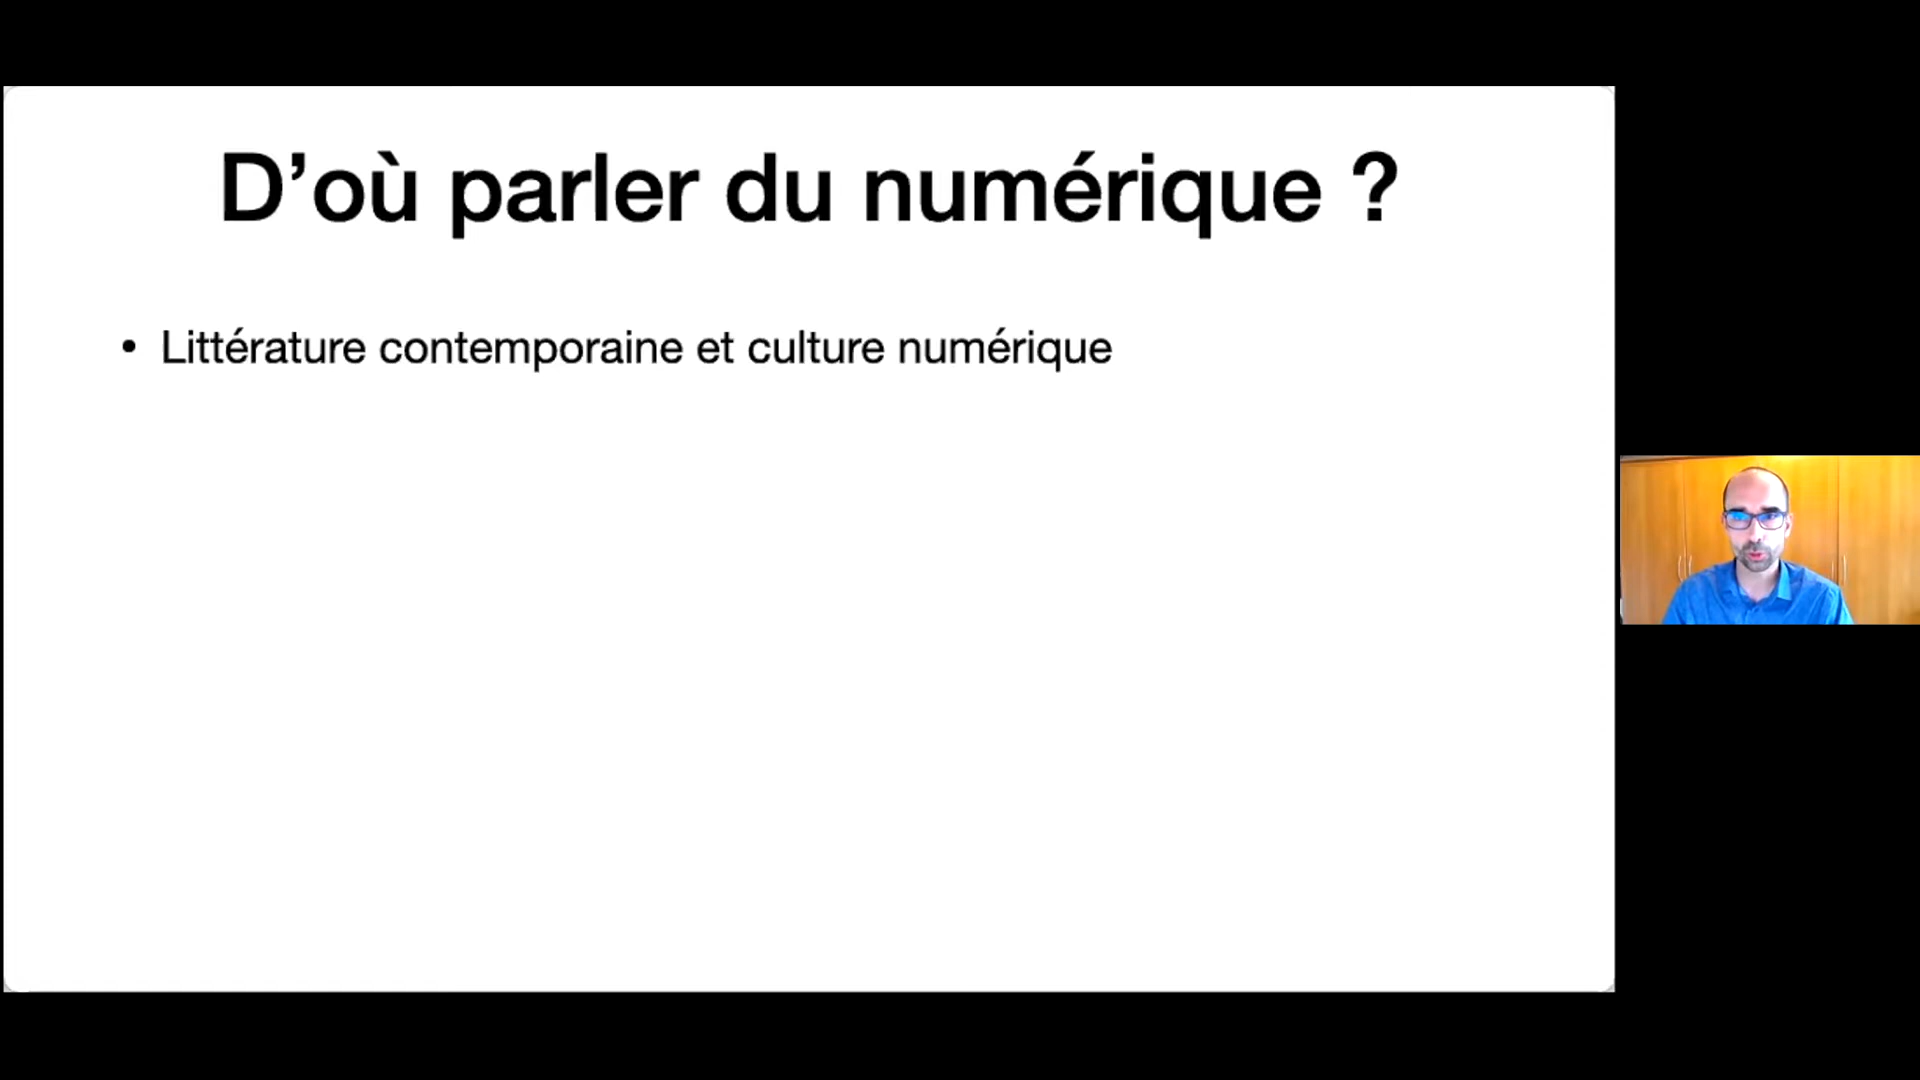 D’où parler du numérique ?
• Littérature contemporaine et culture numérique